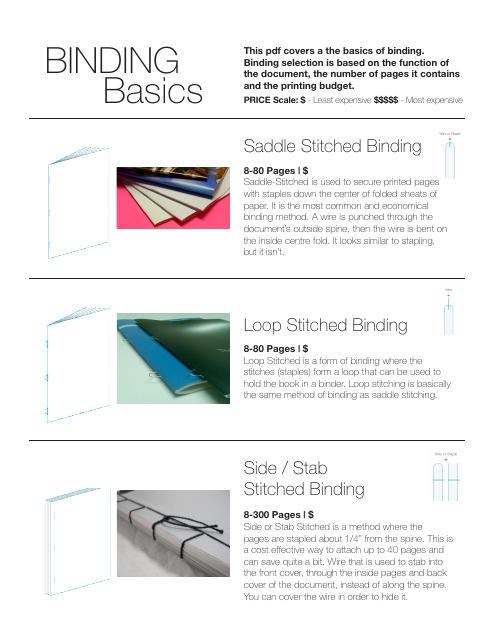 BINDING
Basics
This pdf covers a the basics of binding.
Binding selection is based on the function of
the document, the number of pages it contains
and the printing budget.
PRICE Scale: $ - Least expensive $$$$$ - Most expensive
Wire or Staple
Saddle Stitched Binding
8-80 Pages | $
Saddle-Stitched is used to secure printed pages
with staples down the center of folded sheets of
paper. It is the most common and economical
binding method. A wire is punched through the
document's outside spine, then the wire is bent on
the inside centre fold. It looks similar to stapling,
but it isn't.
Wire
Loop Stitched Binding
8-80 Pages | $
Loop Stitched is a form of binding where the
stitches (staples) form a loop that can be used to
hold the book in a binder. Loop stitching is basically
the same method of binding as saddle stitching.
Wire or Staple
Side / Stab
Stitched Binding
8-300 Pages | $
Side or Stab Stitched is a method where the
pages are stapled about 1/4" from the spine. This is
a cost effective way to attach up to 40 pages and
can save quite a bit. Wire that is used to stab into
the front cover, through the inside pages and back
cover of the document, instead of along the spine.
You can cover the wire in order to hide it.